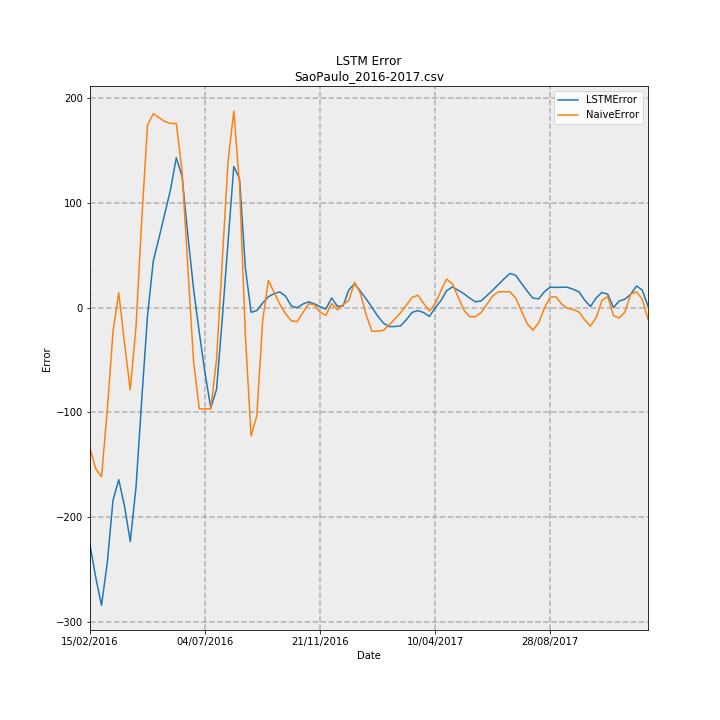 LSTM Error
SaoPaulo_2016-2017.csv
LSTMError
NaiveError
200
100
0
−100
−200
−300
Error
15/02/2016
04/07/2016
21/11/2016
10/04/2017
28/08/2017
Date